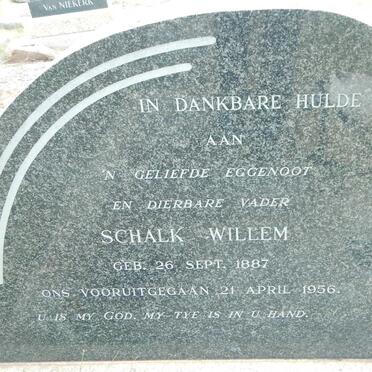 VAN NIEKERK
IN DANKBARE HULDE
AAN
'N GELIEFDE EGGENOOT
EN DIERBARE VADER
SCHALK WILLEM
GEB. 26 SEPT. 1887
ONS VOORUITGEGAAN 21 APRIL 1956.
U IS MY GOD, MY TYE IS IN U HAND.